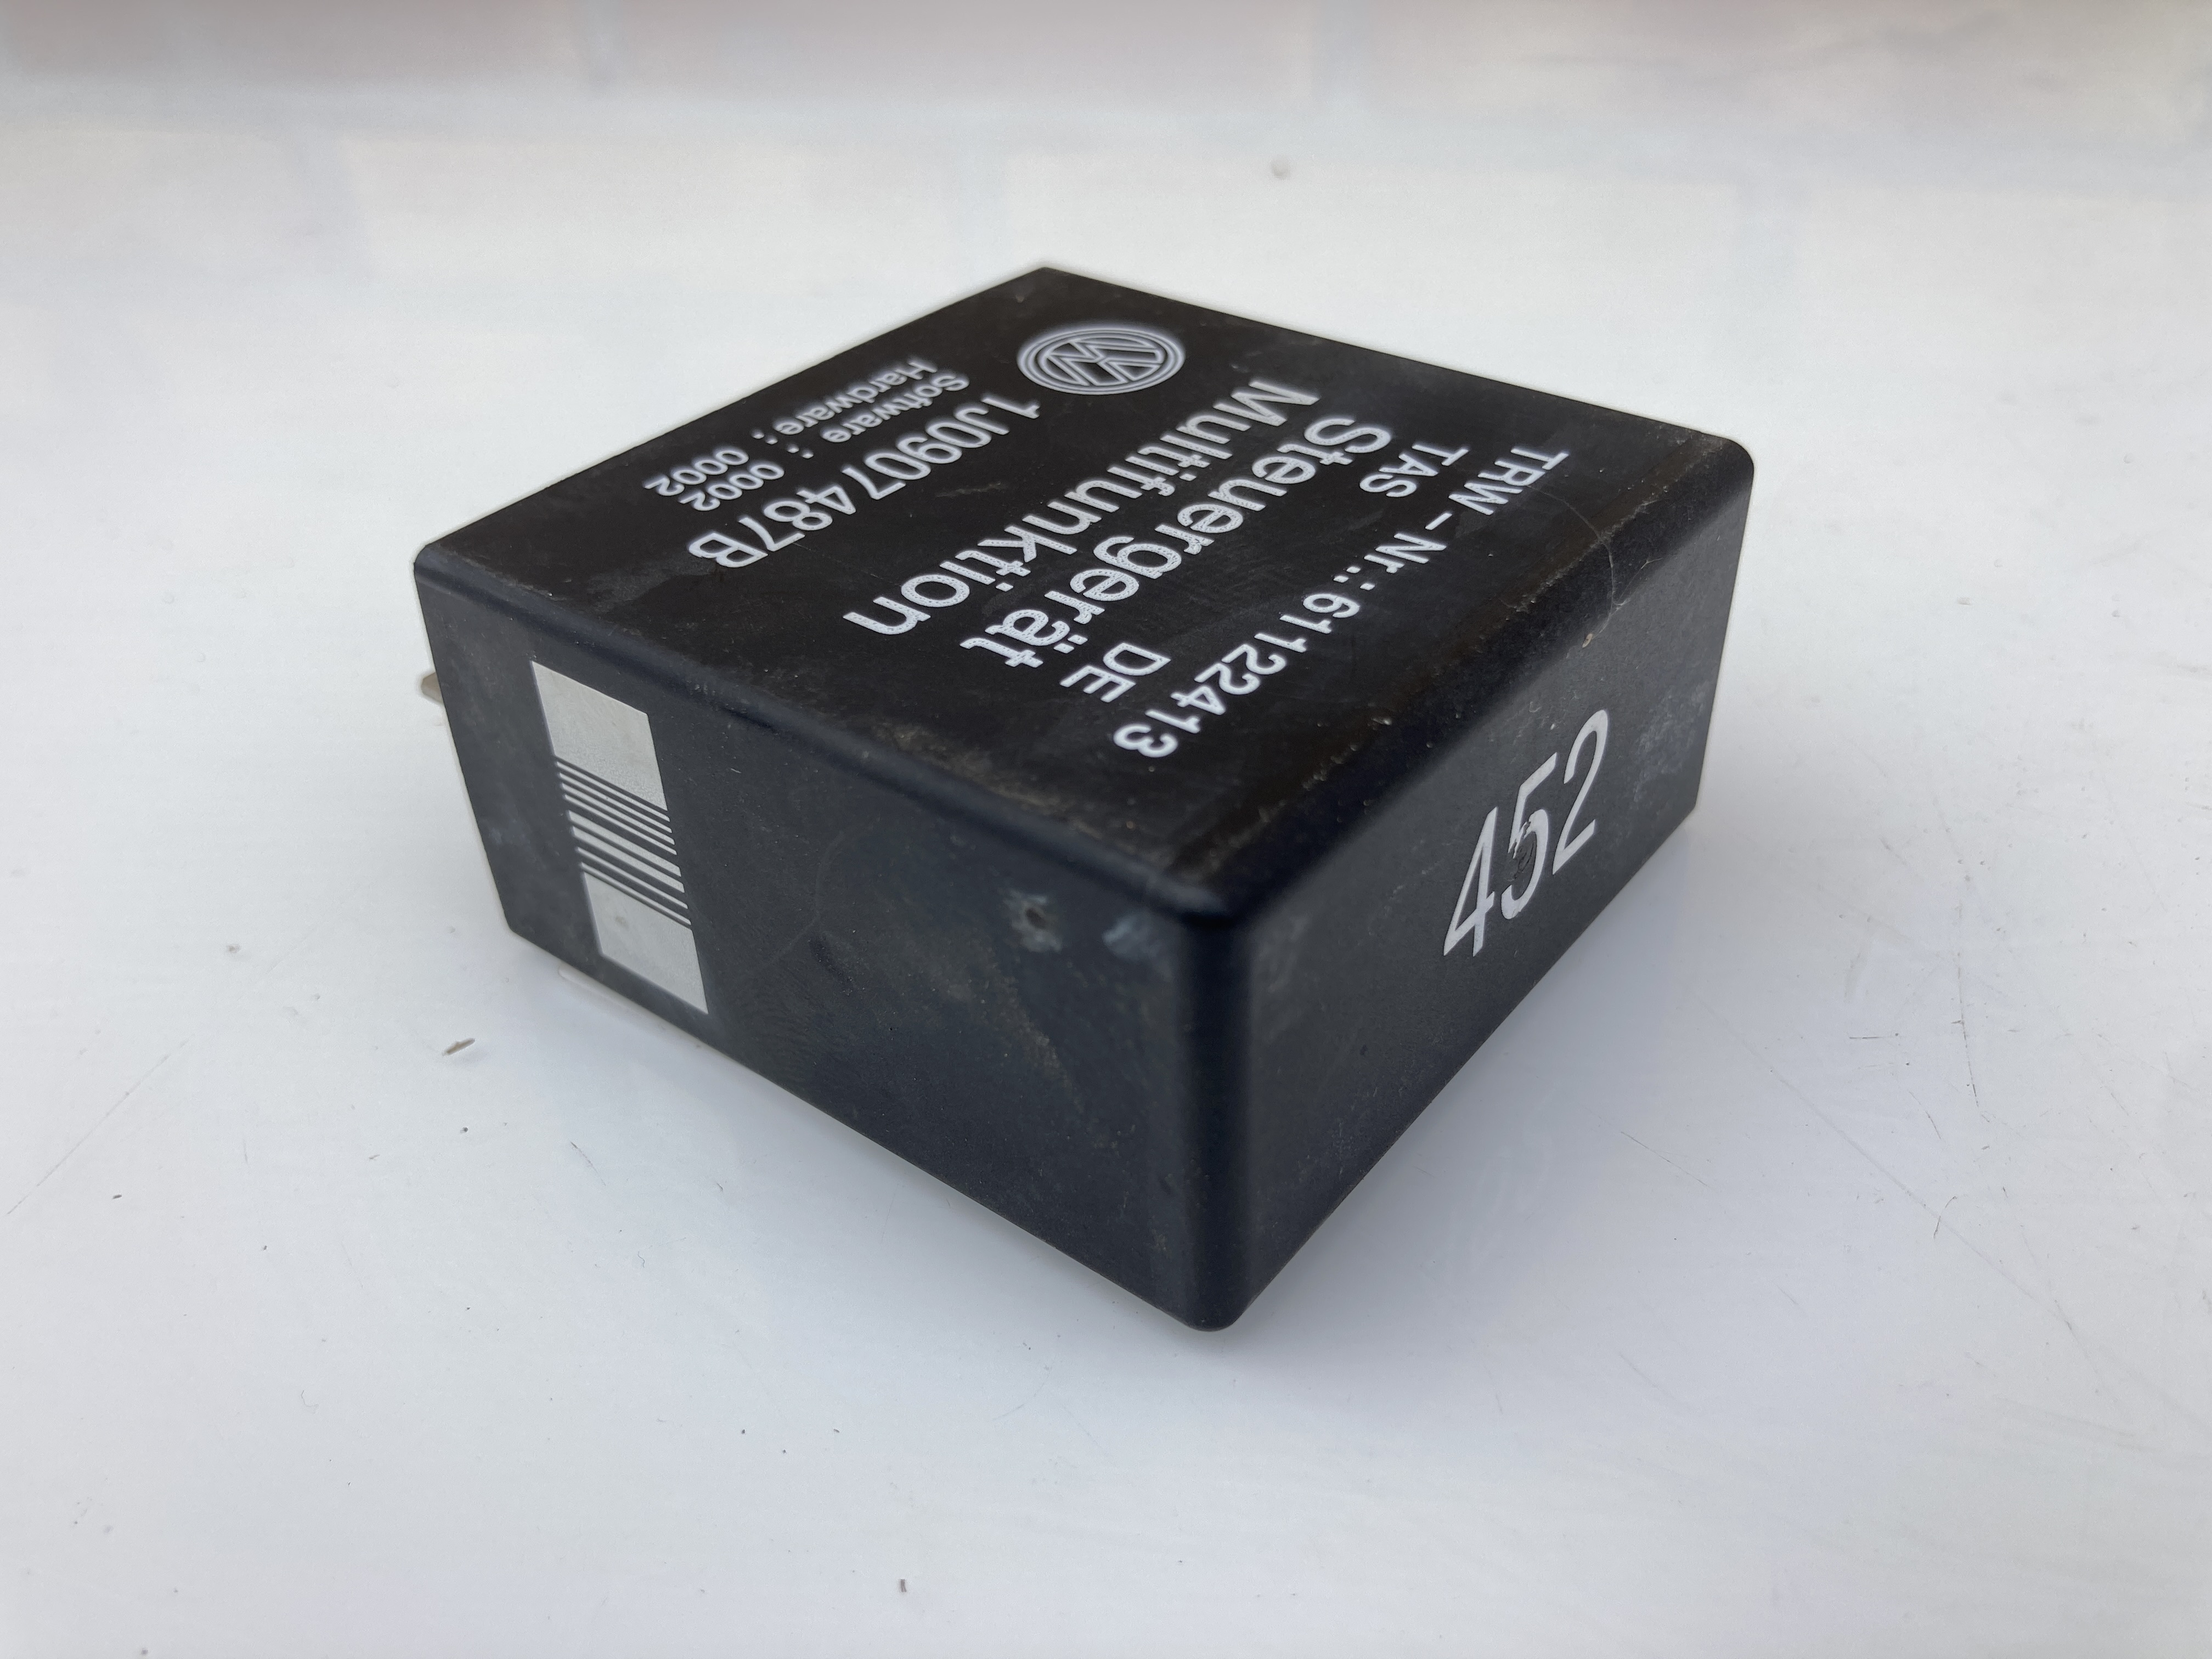 TRW - Nr.: 61122413
TAS DE
Steuergerät
Multifunktion
1J0907487B
Software : 0002
Hardware : 0002
452